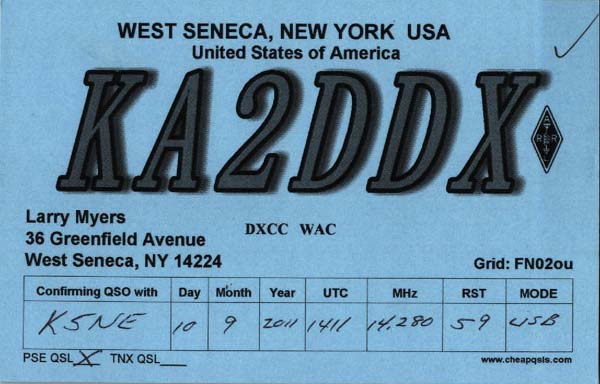 WEST SENECA, NEW YORK USA
United States of America
KA2DDX
ARRL
Larry Myers
36 Greenfield Avenue
West Seneca, NY 14224
DXCC WAC
Grid: FN02ou
Confirming QSO with Day Month Year UTC MHz RST MODE
K5NE 10 9 2011 1411 14.280 59 USB
PSE QSL X TNX QSL___
www.cheapqsls.com